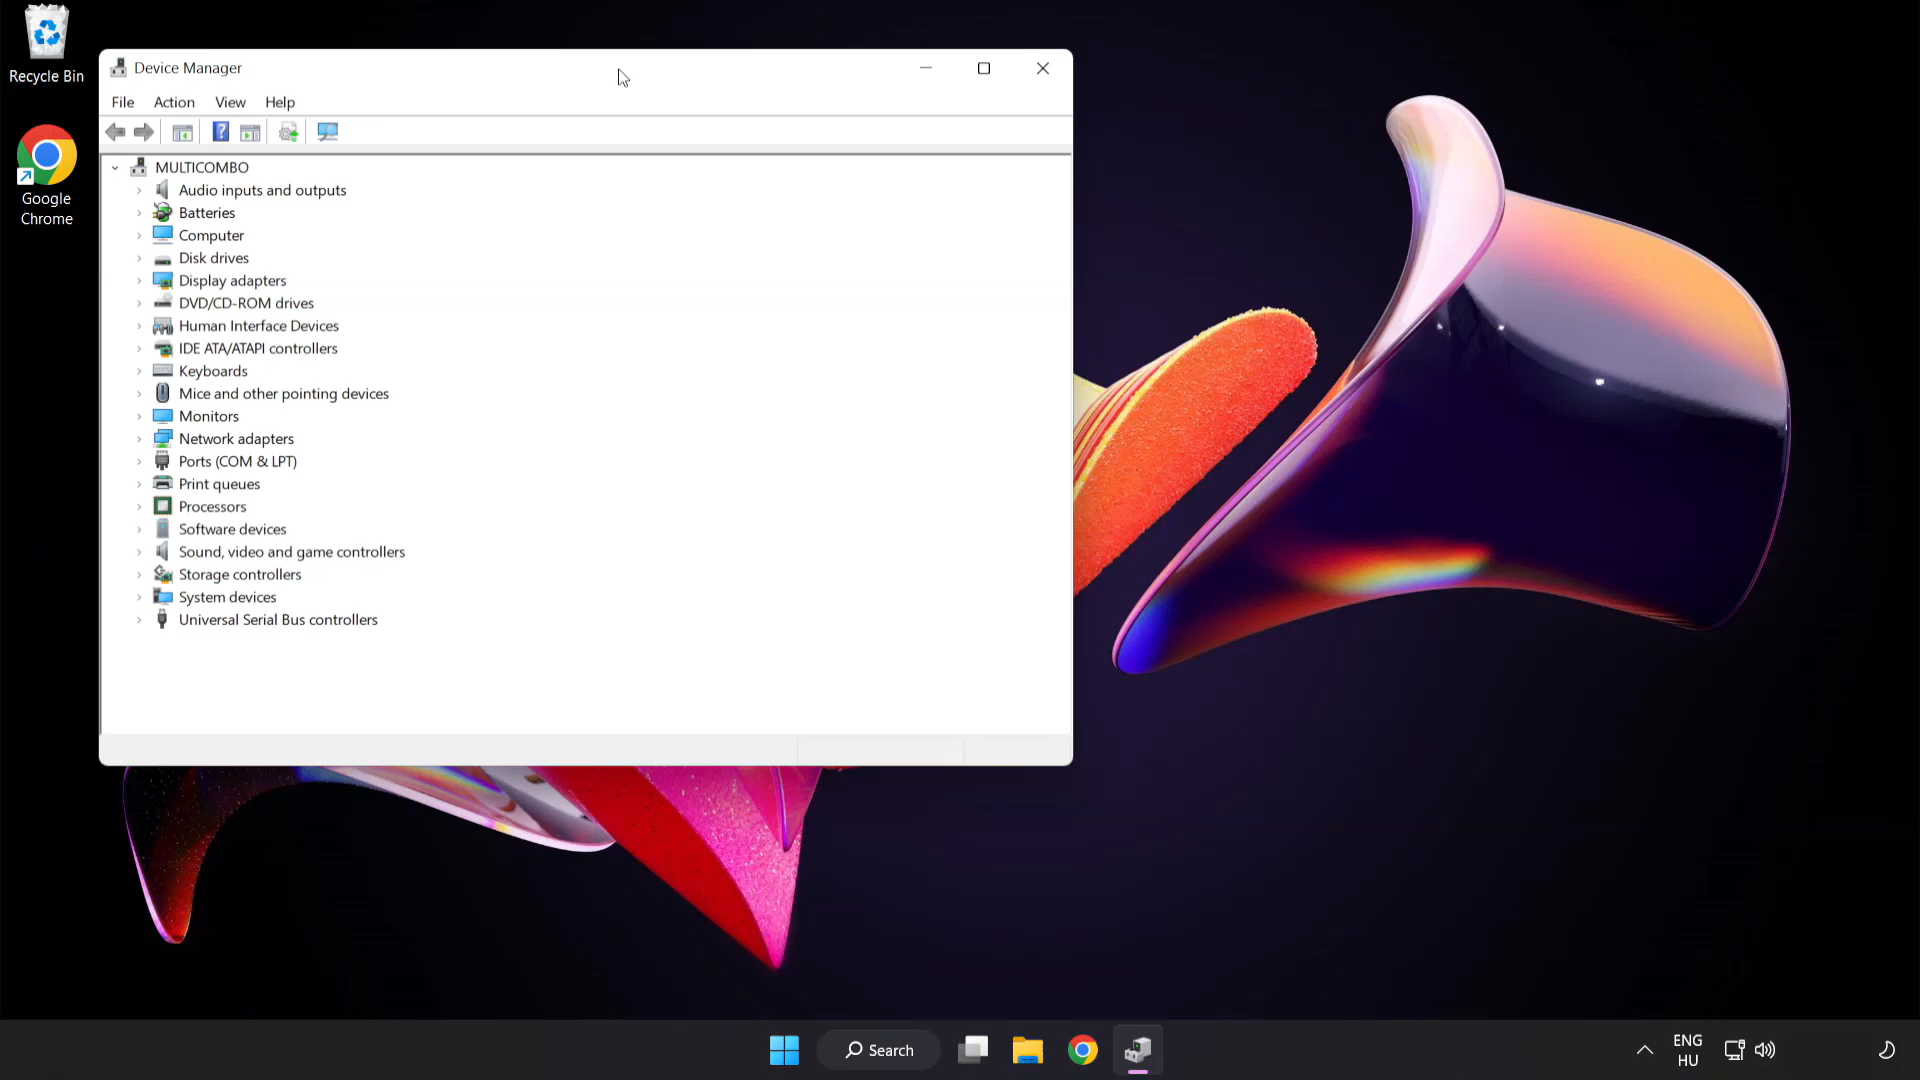 Recycle Bin
Google
Chrome
Device Manager
File Action View Help
MULTICOMBO
Audio inputs and outputs
Batteries
Computer
Disk drives
Display adapters
DVD/CD-ROM drives
Human Interface Devices
IDE ATA/ATAPI controllers
Keyboards
Mice and other pointing devices
Monitors
Network adapters
Ports (COM & LPT)
Print queues
Processors
Software devices
Sound, video and game controllers
Storage controllers
System devices
Universal Serial Bus controllers
Search
ENG
HU